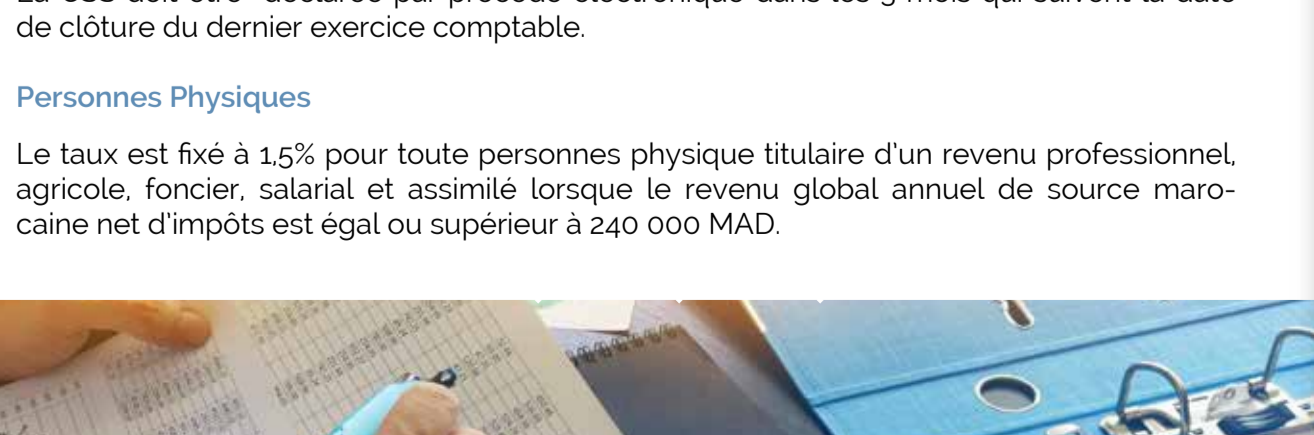 de clôture du dernier exercice comptable.
Personnes Physiques
Le taux est fixé à 1,5% pour toute personnes physique titulaire d'un revenu professionnel,
agricole, foncier, salarial et assimilé lorsque le revenu global annuel de source maro-
caine net d'impôts est égal ou supérieur à 240 000 MAD.